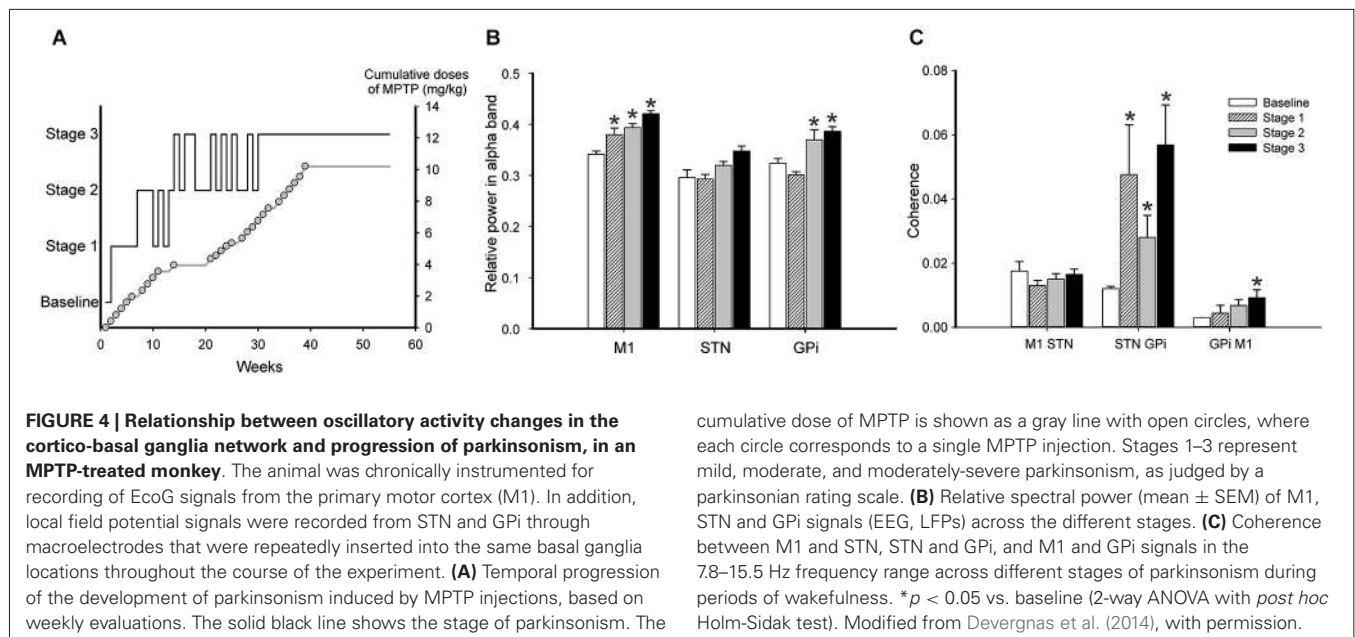 A
Cumulative doses
of MPTP (mg/kg)
14
12
10
8
6
4
2
0
Stage 3
Stage 2
Stage 1
Baseline
0 10 20 30 40 50 60
Weeks
B
0.5
0.4
0.3
0.2
0.1
0.0
Relative power in alpha band
* * *
* *
M1 STN GPi
C
0.08
0.06
0.04
0.02
0.00
Coherence
* * *
*
Baseline
Stage 1
Stage 2
Stage 3
M1 STN STN GPi GPi M1
FIGURE 4 | Relationship between oscillatory activity changes in the
cortico-basal ganglia network and progression of parkinsonism, in an
MPTP-treated monkey. The animal was chronically instrumented for
recording of EcoG signals from the primary motor cortex (M1). In addition,
local field potential signals were recorded from STN and GPi through
macroelectrodes that were repeatedly inserted into the same basal ganglia
locations throughout the course of the experiment. (A) Temporal progression
of the development of parkinsonism induced by MPTP injections, based on
weekly evaluations. The solid black line shows the stage of parkinsonism. The
cumulative dose of MPTP is shown as a gray line with open circles, where
each circle corresponds to a single MPTP injection. Stages 1–3 represent
mild, moderate, and moderately-severe parkinsonism, as judged by a
parkinsonian rating scale. (B) Relative spectral power (mean ± SEM) of M1,
STN and GPi signals (EEG, LFPs) across the different stages. (C) Coherence
between M1 and STN, STN and GPi, and M1 and GPi signals in the
7.8–15.5 Hz frequency range across different stages of parkinsonism during
periods of wakefulness. *p < 0.05 vs. baseline (2-way ANOVA with post hoc
Holm-Sidak test). Modified from Devergnas et al. (2014), with permission.